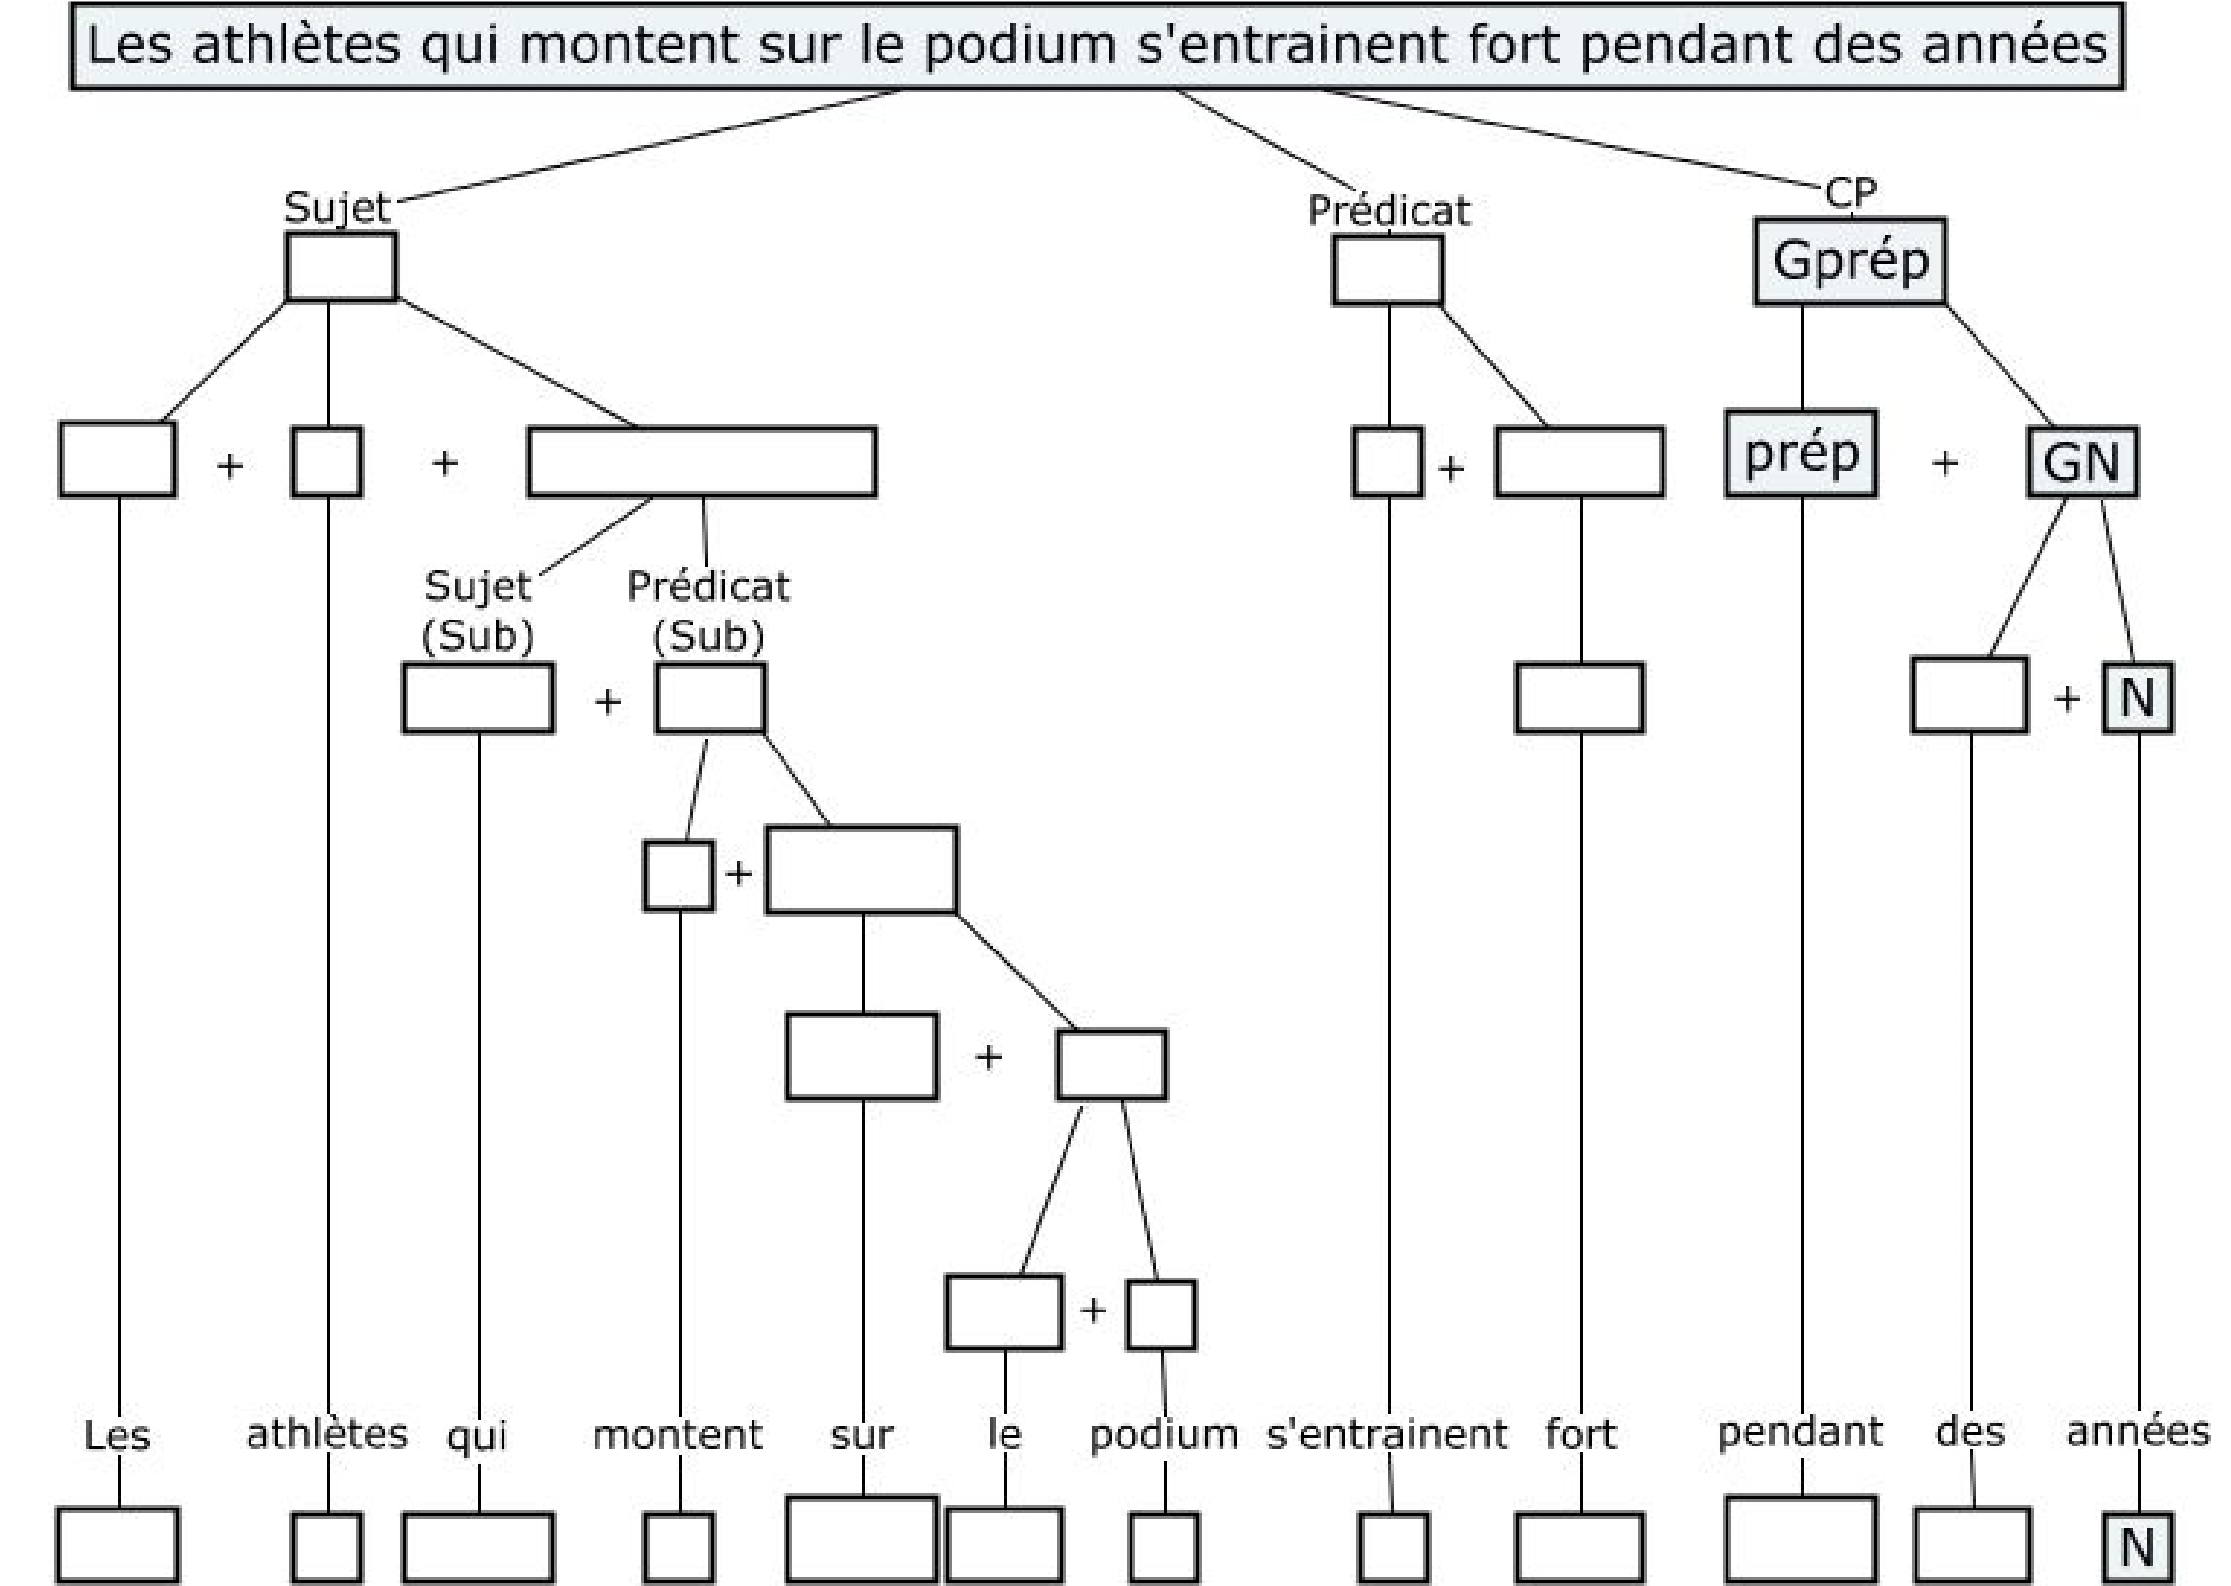 Les athlètes qui montent sur le podium s'entrainent fort pendant des années
Sujet Prédicat CP
Gprép
+ + + prép + GN
Sujet Prédicat
(Sub) (Sub)
+ + N
+
+
+
Les athlètes qui montent sur le podium s'entrainent fort pendant des années
N